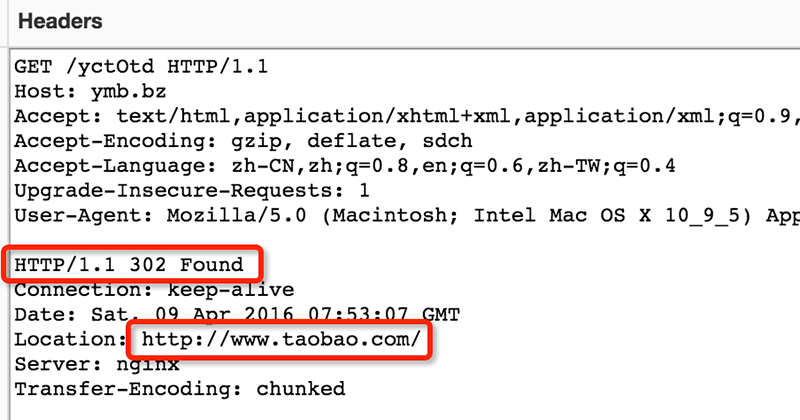 Headers
GET /yctOtd HTTP/1.1
Host: ymb.bz
Accept: text/html,application/xhtml+xml,application/xml;q=0.9,
Accept-Encoding: gzip, deflate, sdch
Accept-Language: zh-CN,zh;q=0.8,en;q=0.6,zh-TW;q=0.4
Upgrade-Insecure-Requests: 1
User-Agent: Mozilla/5.0 (Macintosh; Intel Mac OS X 10_9_5) App
HTTP/1.1 302 Found
Connection: keep-alive
Date: Sat, 09 Apr 2016 07:53:07 GMT
Location: http://www.taobao.com/
Server: nginx
Transfer-Encoding: chunked